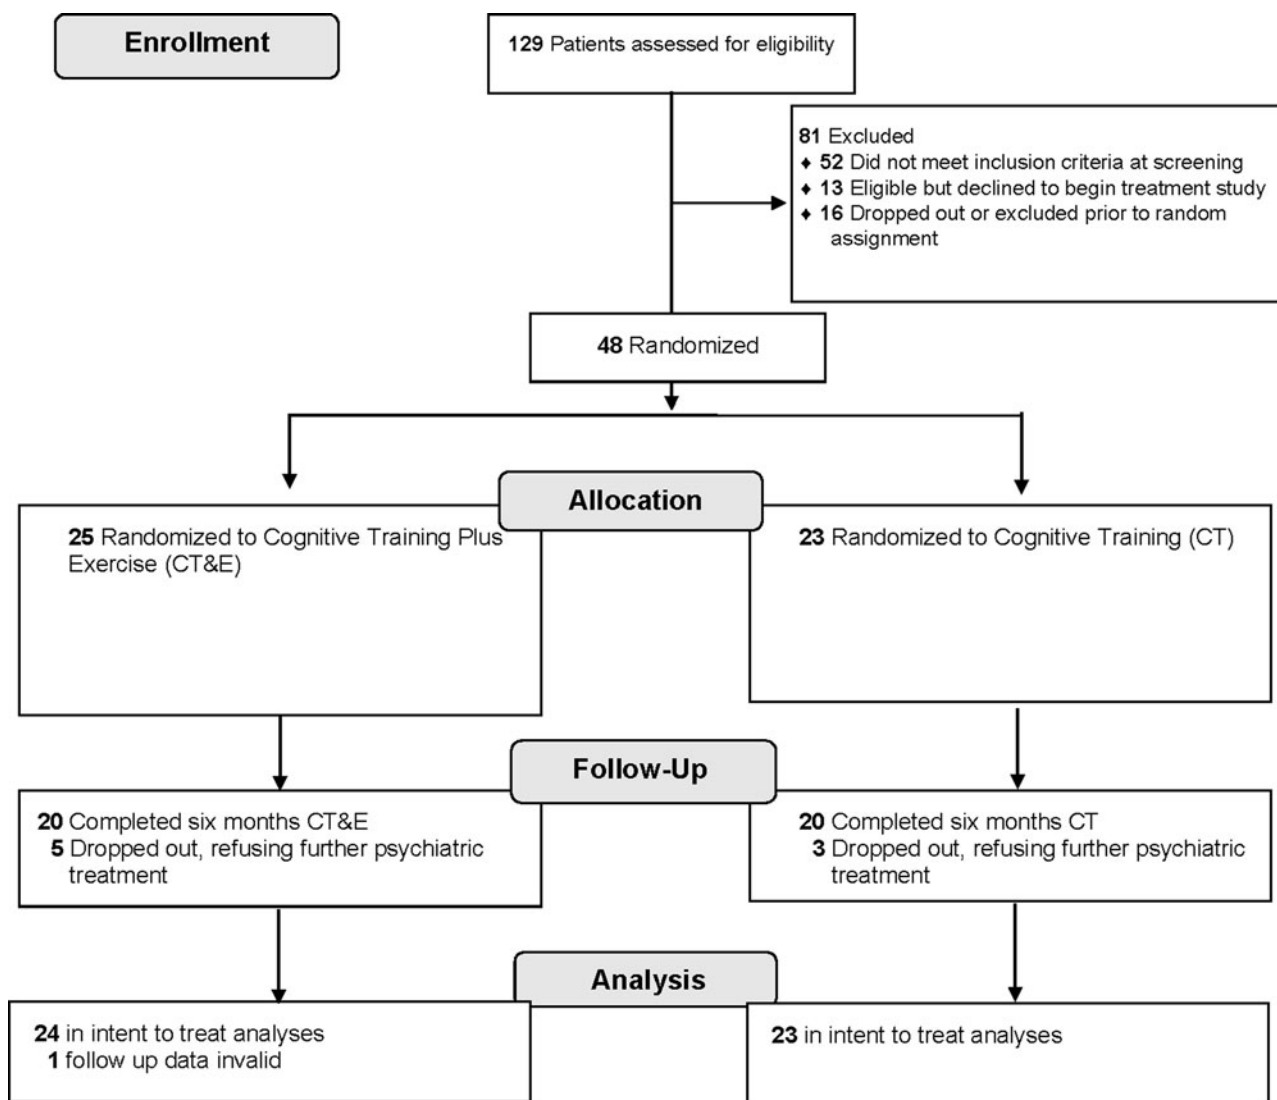 Enrollment
129 Patients assessed for eligibility
81 Excluded
♦ 52 Did not meet inclusion criteria at screening
♦ 13 Eligible but declined to begin treatment study
♦ 16 Dropped out or excluded prior to random
assignment
48 Randomized
Allocation
25 Randomized to Cognitive Training Plus
Exercise (CT&E)
23 Randomized to Cognitive Training (CT)
Follow-Up
20 Completed six months CT&E
5 Dropped out, refusing further psychiatric
treatment
20 Completed six months CT
3 Dropped out, refusing further psychiatric
treatment
Analysis
24 in intent to treat analyses
1 follow up data invalid
23 in intent to treat analyses